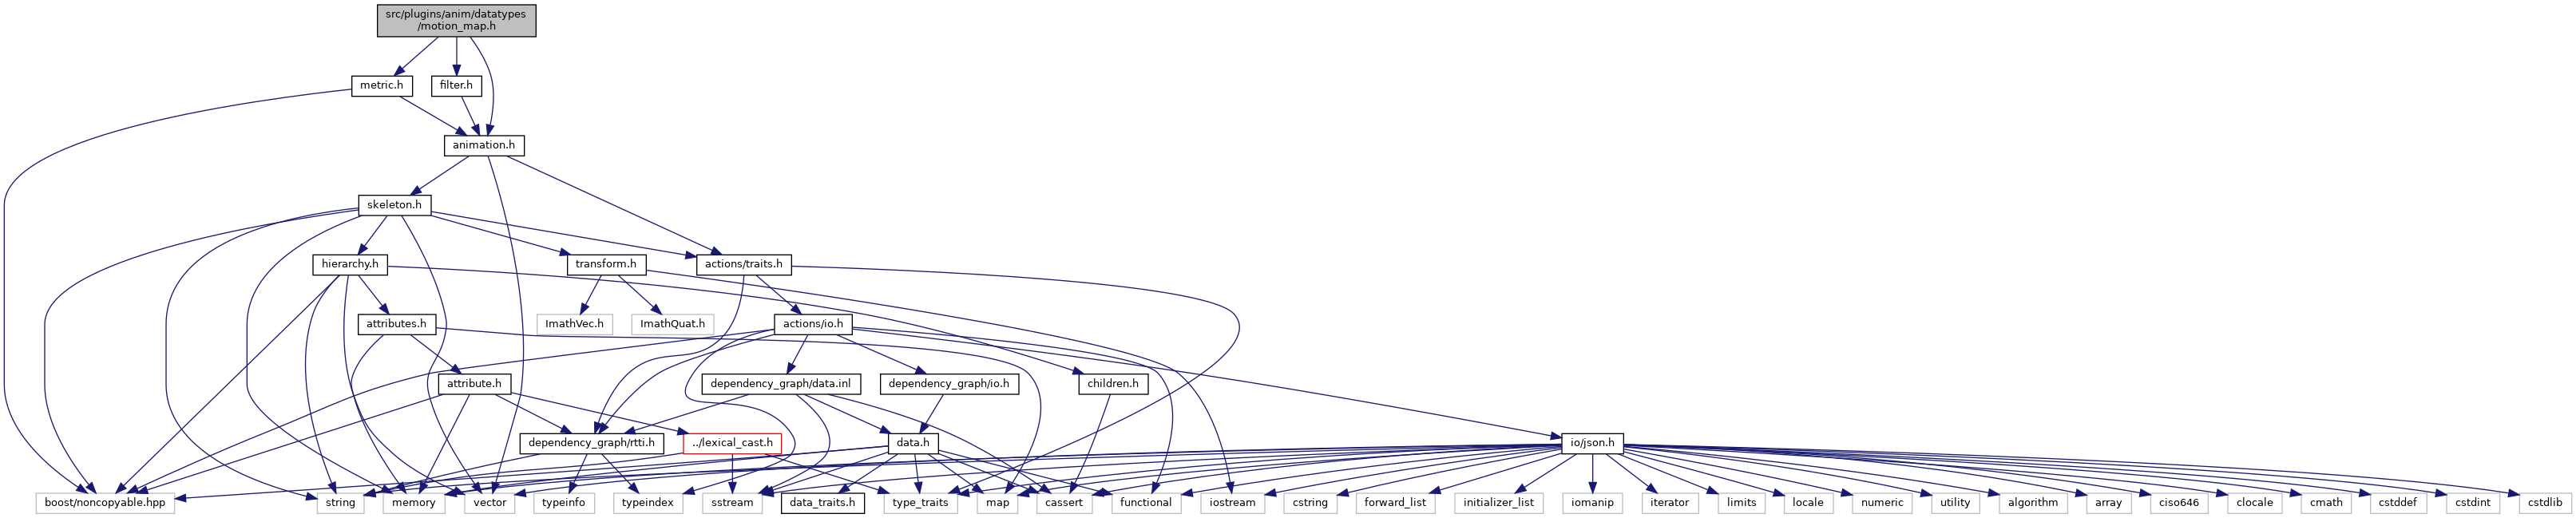 src/plugins/anim/datatypes
/motion_map.h
metric.h
filter.h
animation.h
skeleton.h
hierarchy.h
transform.h
actions/traits.h
attributes.h
ImathVec.h
ImathQuat.h
actions/io.h
attribute.h
dependency_graph/data.inl
dependency_graph/io.h
children.h
dependency_graph/rtti.h
../lexical_cast.h
data.h
io/json.h
boost/noncopyable.hpp
string
memory
vector
typeinfo
typeindex
sstream
data_traits.h
type_traits
map
cassert
functional
iostream
cstring
forward_list
initializer_list
iomanip
iterator
limits
locale
numeric
utility
algorithm
array
ciso646
clocale
cmath
cstddef
cstdint
cstdlib